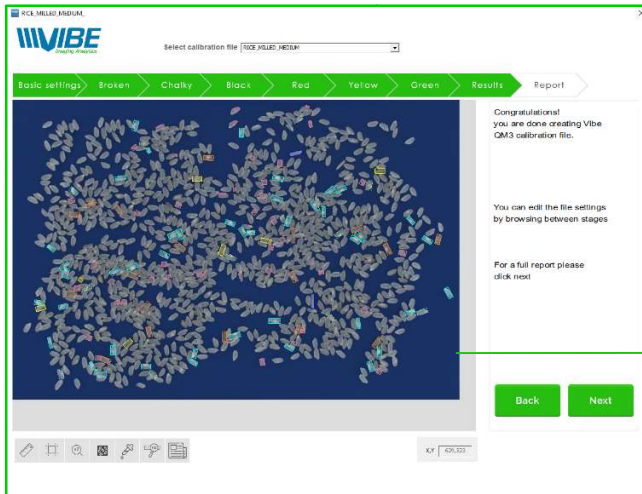 RICE_MILLED_MEDIUM_
VIBE
Imaging Analytics
Select calibration file RICE_MILLED_MEDIUM
Basic settings Broken Chalky Black Red Yellow Green Results Report
Congratulations!
you are done creating Vibe
QM3 calibration file.
You can edit the file settings
by browsing between stages
For a full report please
click next
Back Next
X,Y